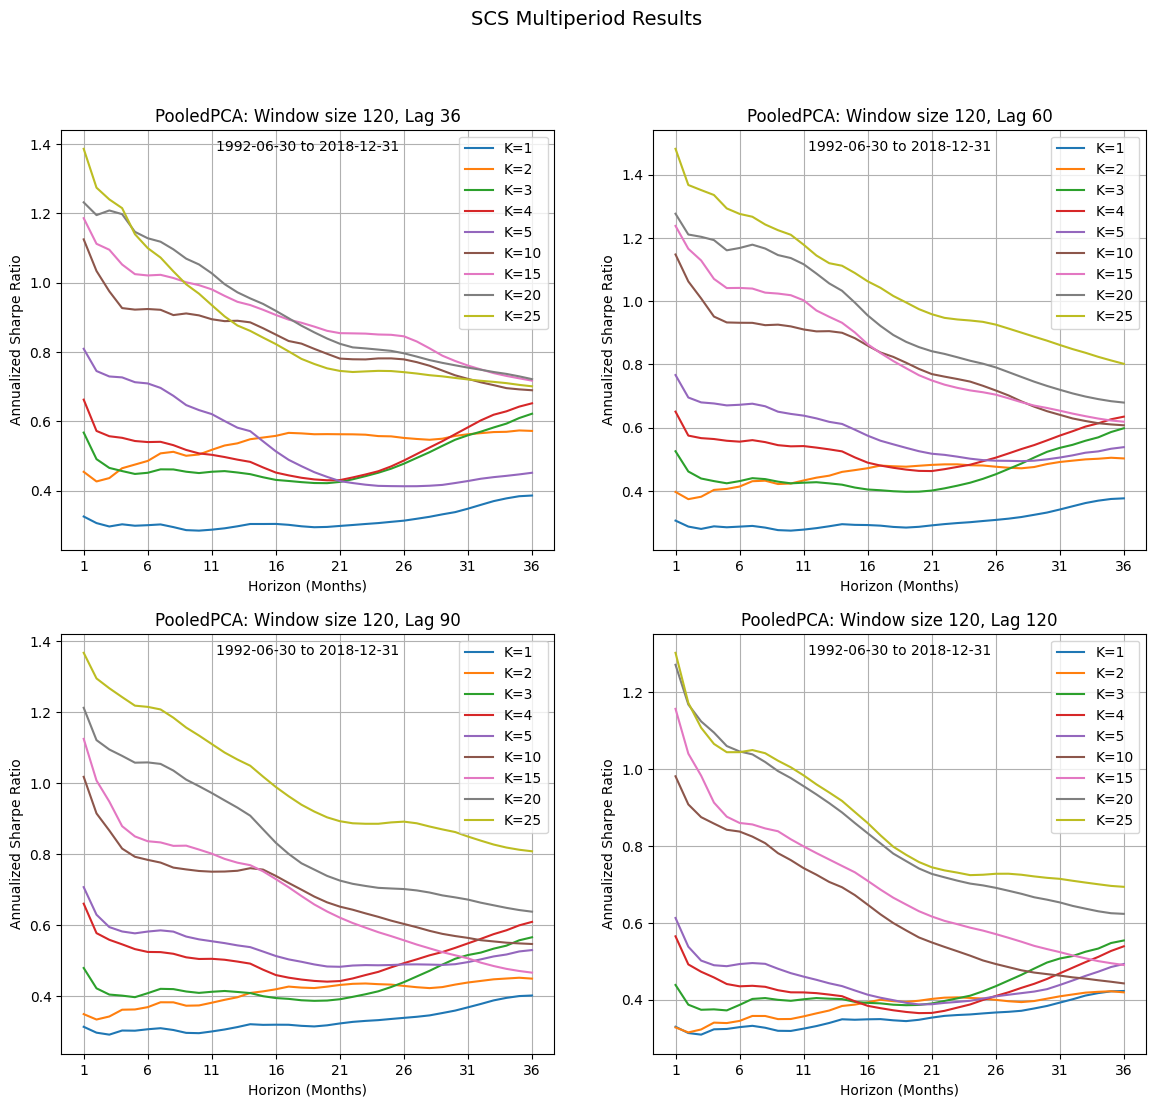 SCS Multiperiod Results
PooledPCA: Window size 120, Lag 36
1992-06-30 to 2018-12-31
K=1
K=2
K=3
K=4
K=5
K=10
K=15
K=20
K=25
1.4
1.2
1.0
0.8
0.6
0.4
Annualized Sharpe Ratio
1 6 11 16 21 26 31 36
Horizon (Months)
PooledPCA: Window size 120, Lag 60
1992-06-30 to 2018-12-31
K=1
K=2
K=3
K=4
K=5
K=10
K=15
K=20
K=25
1.4
1.2
1.0
0.8
0.6
0.4
Annualized Sharpe Ratio
1 6 11 16 21 26 31 36
Horizon (Months)
PooledPCA: Window size 120, Lag 90
1992-06-30 to 2018-12-31
K=1
K=2
K=3
K=4
K=5
K=10
K=15
K=20
K=25
1.4
1.2
1.0
0.8
0.6
0.4
Annualized Sharpe Ratio
1 6 11 16 21 26 31 36
Horizon (Months)
PooledPCA: Window size 120, Lag 120
1992-06-30 to 2018-12-31
K=1
K=2
K=3
K=4
K=5
K=10
K=15
K=20
K=25
1.2
1.0
0.8
0.6
0.4
Annualized Sharpe Ratio
1 6 11 16 21 26 31 36
Horizon (Months)